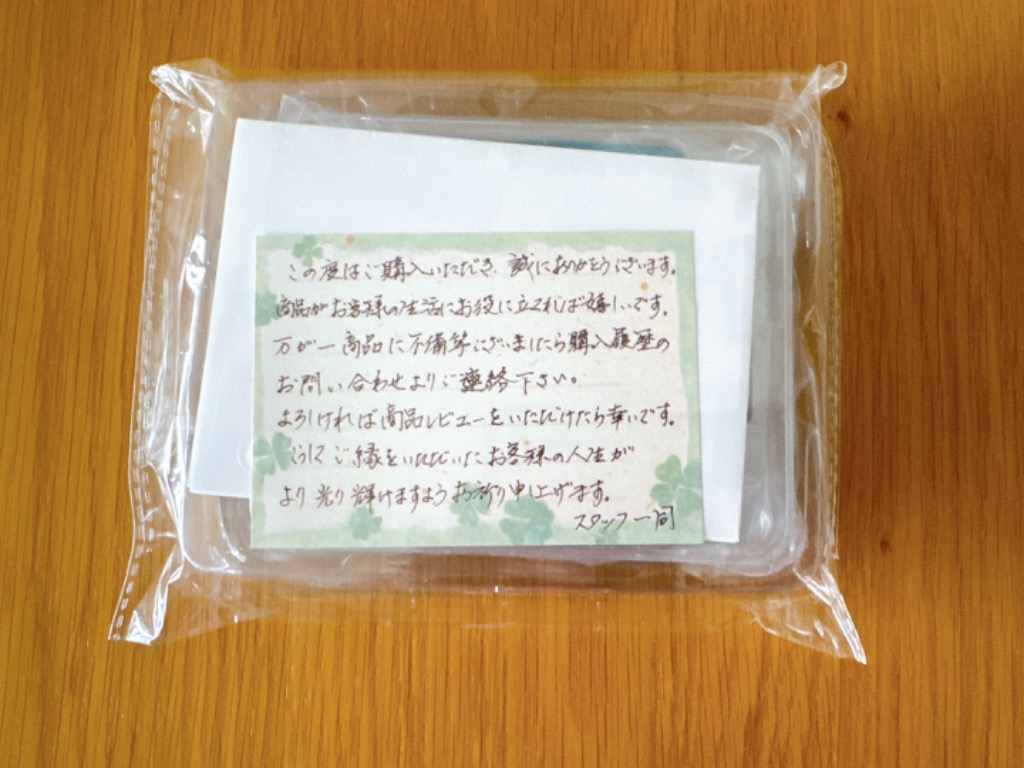 この度はご購入いただき、誠にありがとうございます。
商品がお客様の生活にお役に立てれば嬉しいです。
万が一商品に不備等ございましたら購入履歴の
お問い合わせよりご連絡下さい。
よろしければ商品レビューをいただけたら幸いです。
こうしてご縁をいただいたお客様の人生が
より光り輝けますようお祈り申し上げます。
スタッフ一同